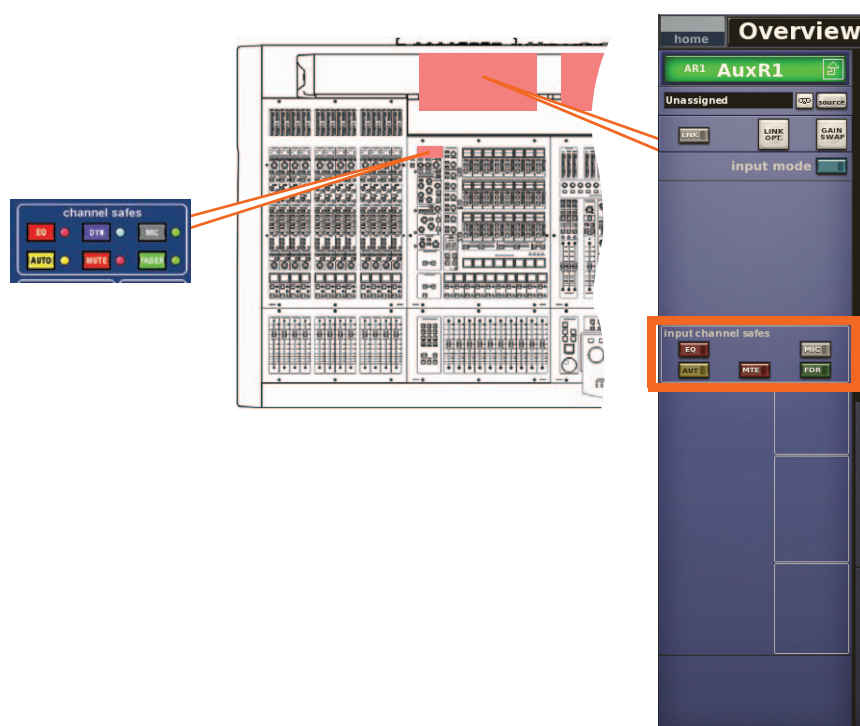 home Overview
AR1 AuxR1
Unassigned source
LNK LINK OPT. GAIN SWAP
input mode
channel safes
EQ DYN MIC
AUTO MUTE FADER
input channel safes
EQ MIC
AUT MTE FDR